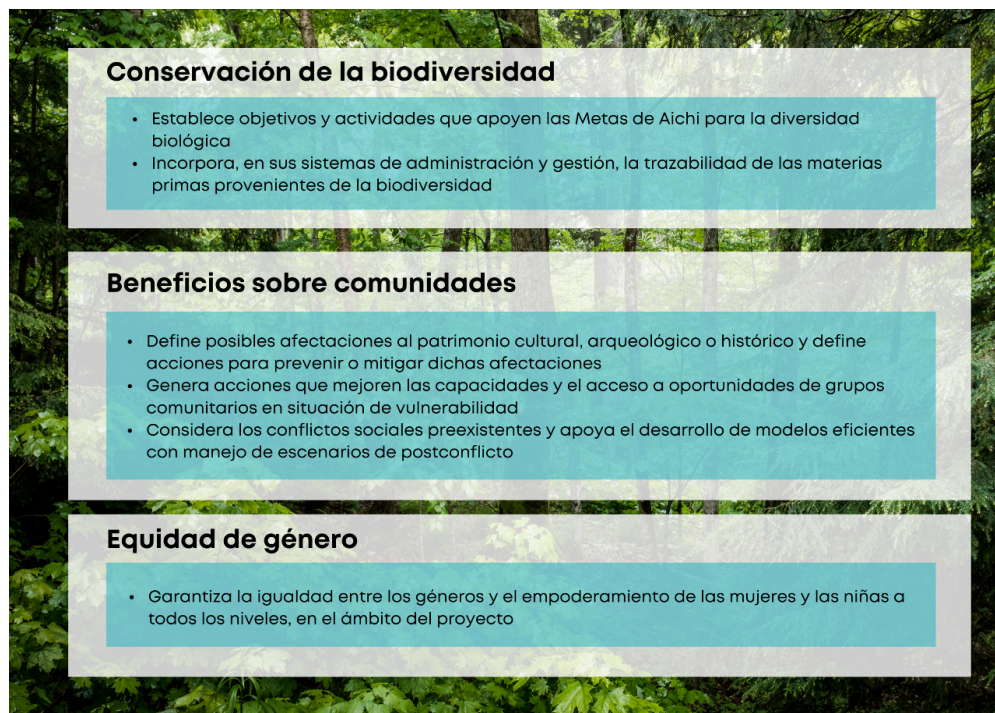 Conservación de la biodiversidad
• Establece objetivos y actividades que apoyen las Metas de Aichi para la diversidad
biológica
• Incorpora, en sus sistemas de administración y gestión, la trazabilidad de las materias
primas provenientes de la biodiversidad
Beneficios sobre comunidades
• Define posibles afectaciones al patrimonio cultural, arqueológico o histórico y define
acciones para prevenir o mitigar dichas afectaciones
• Genera acciones que mejoren las capacidades y el acceso a oportunidades de grupos
comunitarios en situación de vulnerabilidad
• Considera los conflictos sociales preexistentes y apoya el desarrollo de modelos eficientes
con manejo de escenarios de postconflicto
Equidad de género
• Garantiza la igualdad entre los géneros y el empoderamiento de las mujeres y las niñas a
todos los niveles, en el ámbito del proyecto